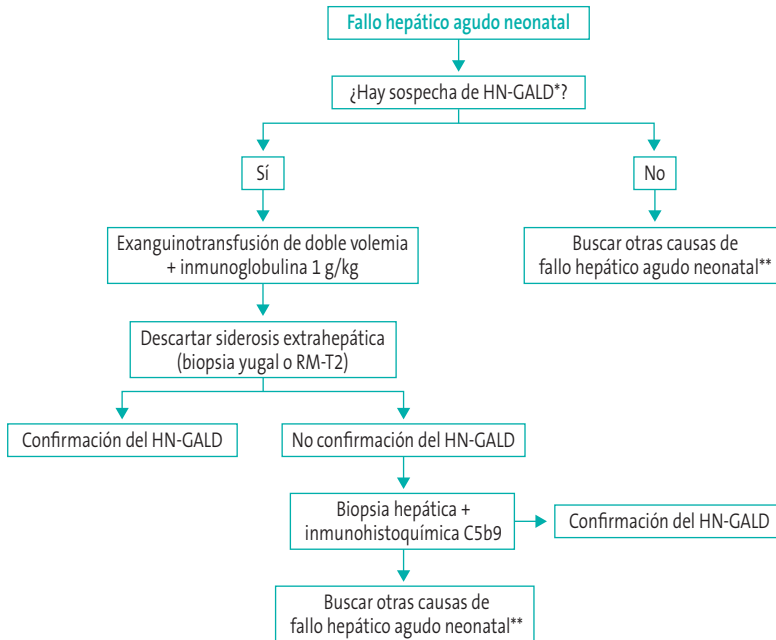 Fallo hepático agudo neonatal
¿Hay sospecha de HN-GALD*?
Sí
No
Exanguinotransfusión de doble volemia
+ inmunoglobulina 1 g/kg
Buscar otras causas de
fallo hepático agudo neonatal**
Descartar siderosis extrahepática
(biopsia yugal o RM-T2)
Confirmación del HN-GALD
No confirmación del HN-GALD
Biopsia hepática +
inmunohistoquímica C5b9
Confirmación del HN-GALD
Buscar otras causas de
fallo hepático agudo neonatal**